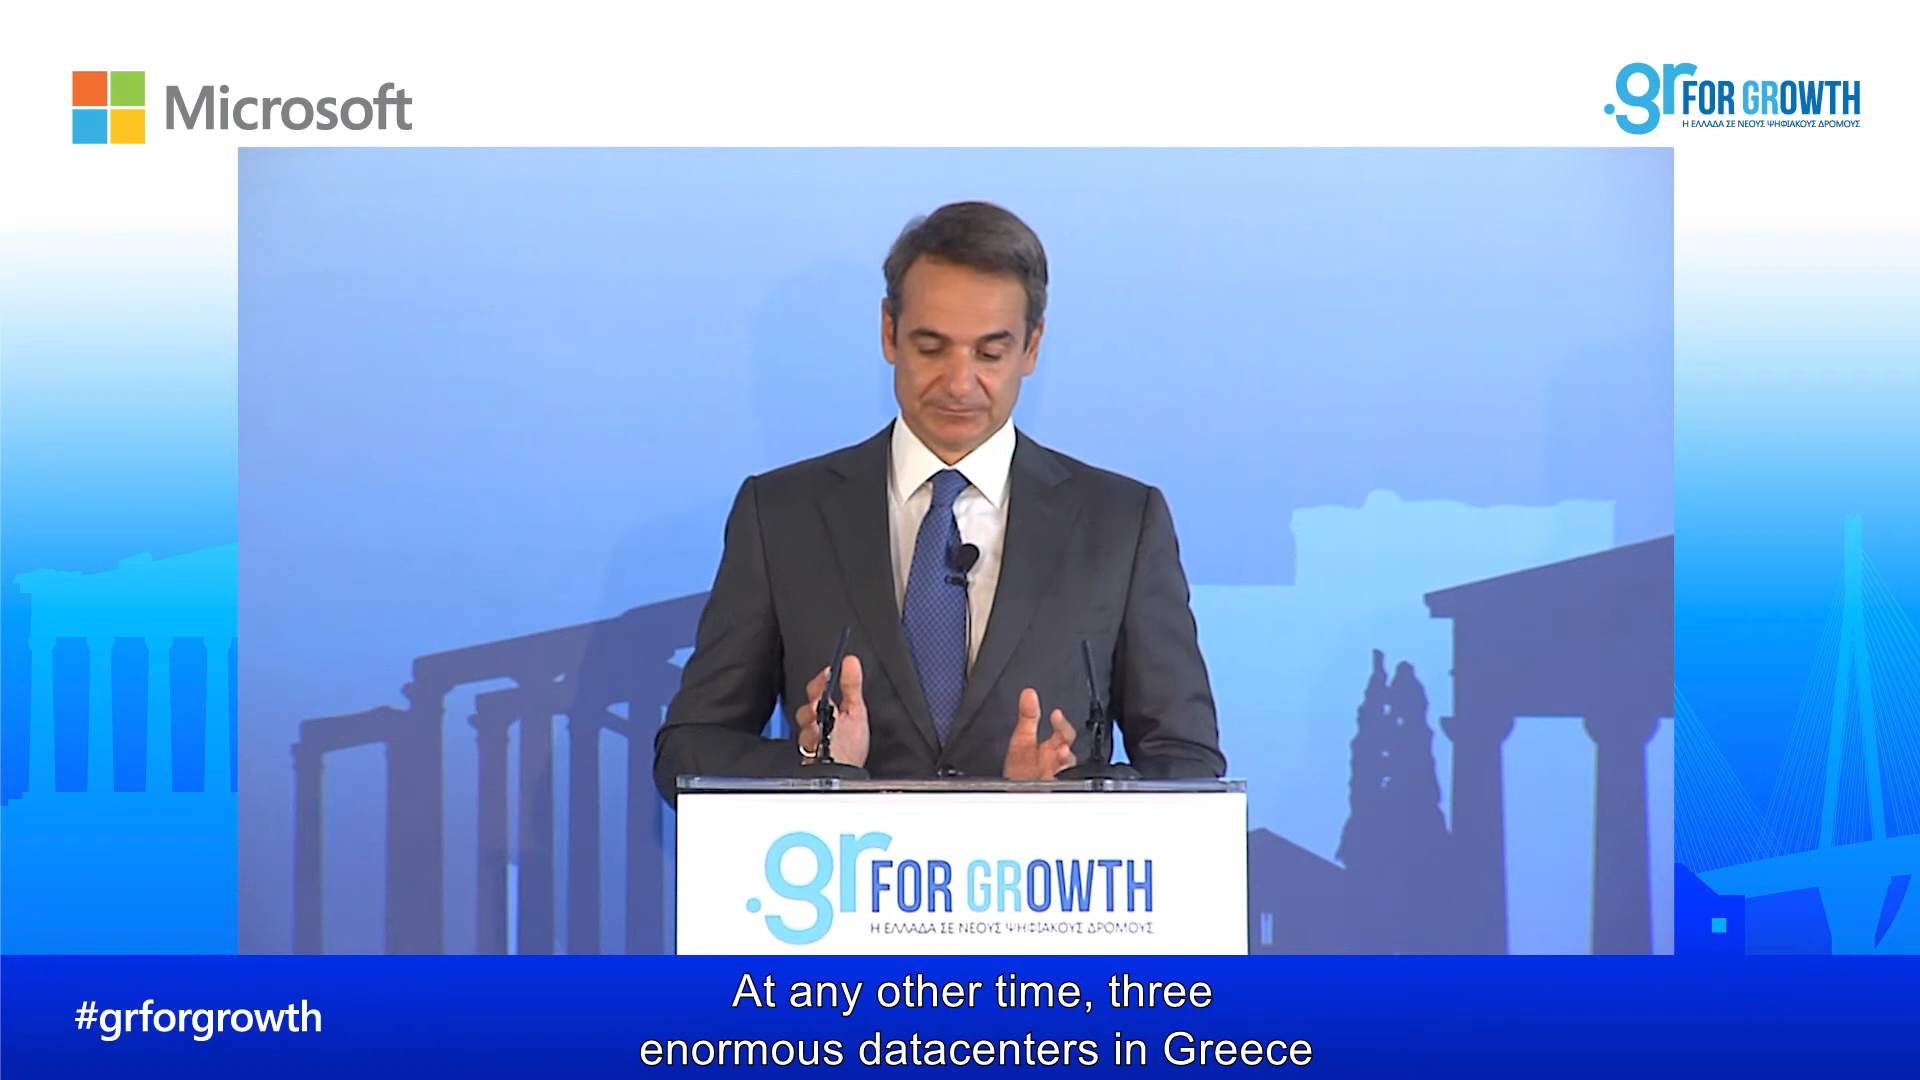 Microsoft
.gr FOR GROWTH
Η ΕΛΛΑΔΑ ΣΕ ΝΕΟΥΣ ΨΗΦΙΑΚΟΥΣ ΔΡΟΜΟΥΣ
.gr FOR GROWTH
Η ΕΛΛΑΔΑ ΣΕ ΝΕΟΥΣ ΨΗΦΙΑΚΟΥΣ ΔΡΟΜΟΥΣ
#grforgrowth
At any other time, three
enormous datacenters in Greece